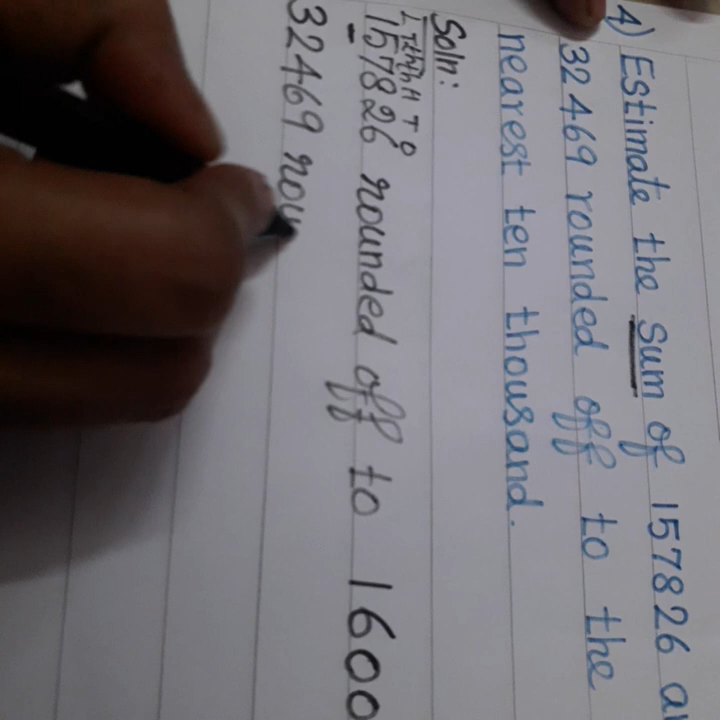 4) Estimate the sum of 157826
32469 rounded off to the
nearest ten thousand.
Soln:
L TTh Th H T O
157826 rounded off to 1600
32469 rou